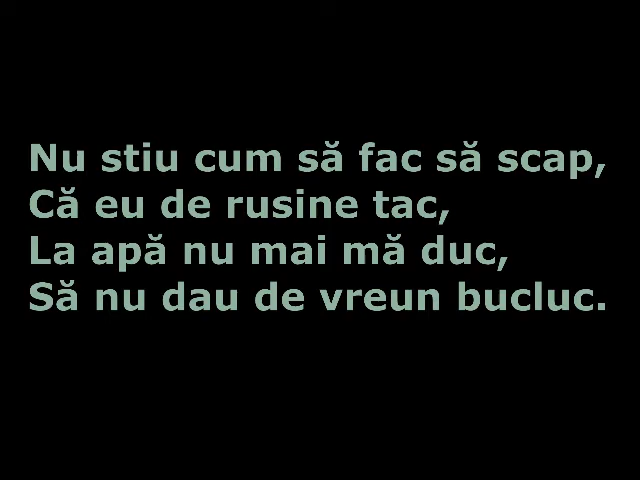 Nu stiu cum să fac să scap,
Că eu de rusine tac,
La apă nu mai mă duc,
Să nu dau de vreun bucluc.